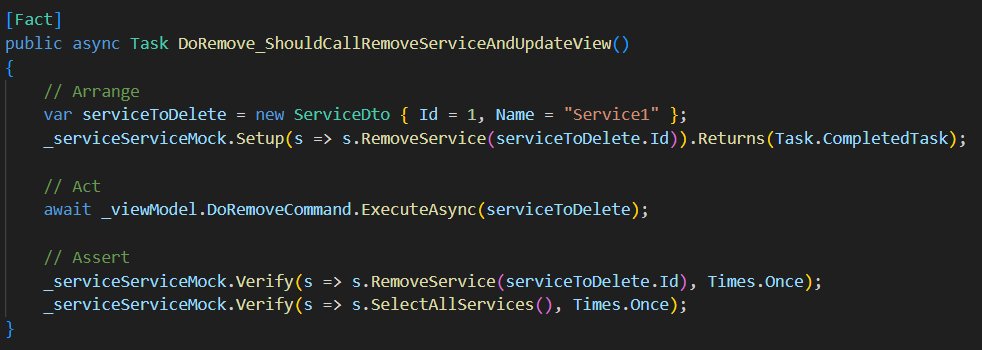 [Fact]
public async Task DoRemove_ShouldCallRemoveServiceAndUpdateView()
{
    // Arrange
    var serviceToDelete = new ServiceDto { Id = 1, Name = "Service1" };
    _serviceServiceMock.Setup(s => s.RemoveService(serviceToDelete.Id)).Returns(Task.CompletedTask);

    // Act
    await _viewModel.DoRemoveCommand.ExecuteAsync(serviceToDelete);

    // Assert
    _serviceServiceMock.Verify(s => s.RemoveService(serviceToDelete.Id), Times.Once);
    _serviceServiceMock.Verify(s => s.SelectAllServices(), Times.Once);
}